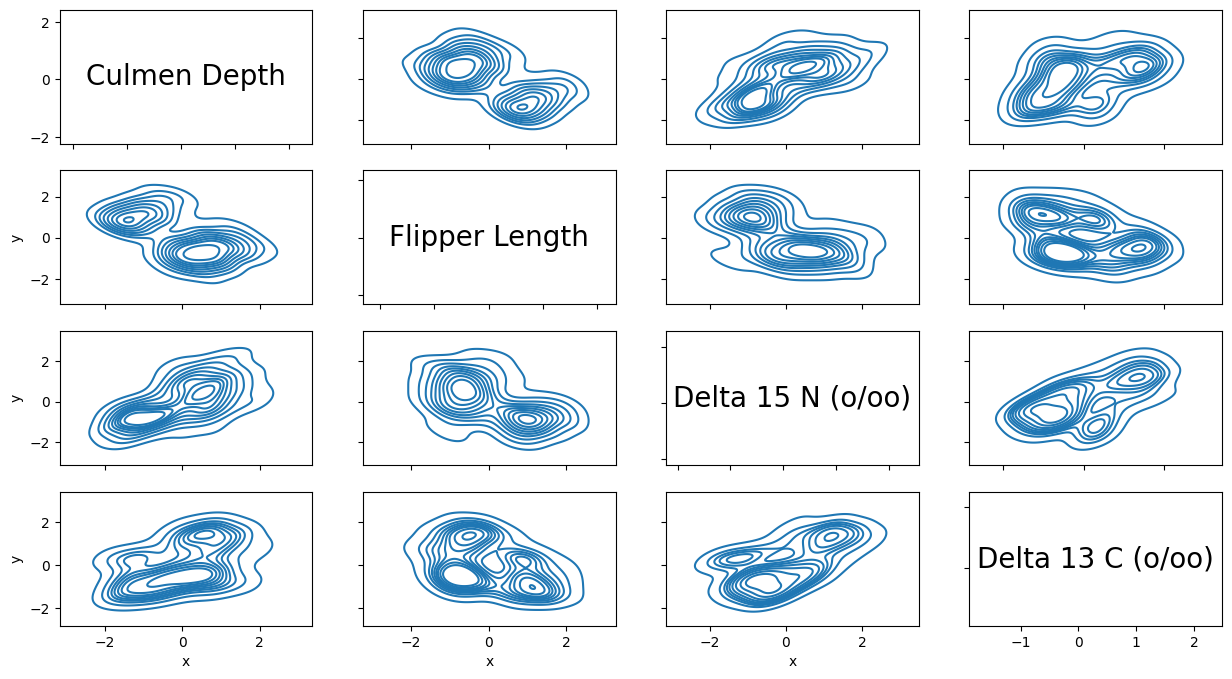 2
0
−2
Culmen Depth
y
2
0
−2
Flipper Length
y
2
0
−2
Delta 15 N (o/oo)
y
2
0
−2
Delta 13 C (o/oo)
−2 0 2 −2 0 2 −2 0 2 −1 0 1 2
x x x